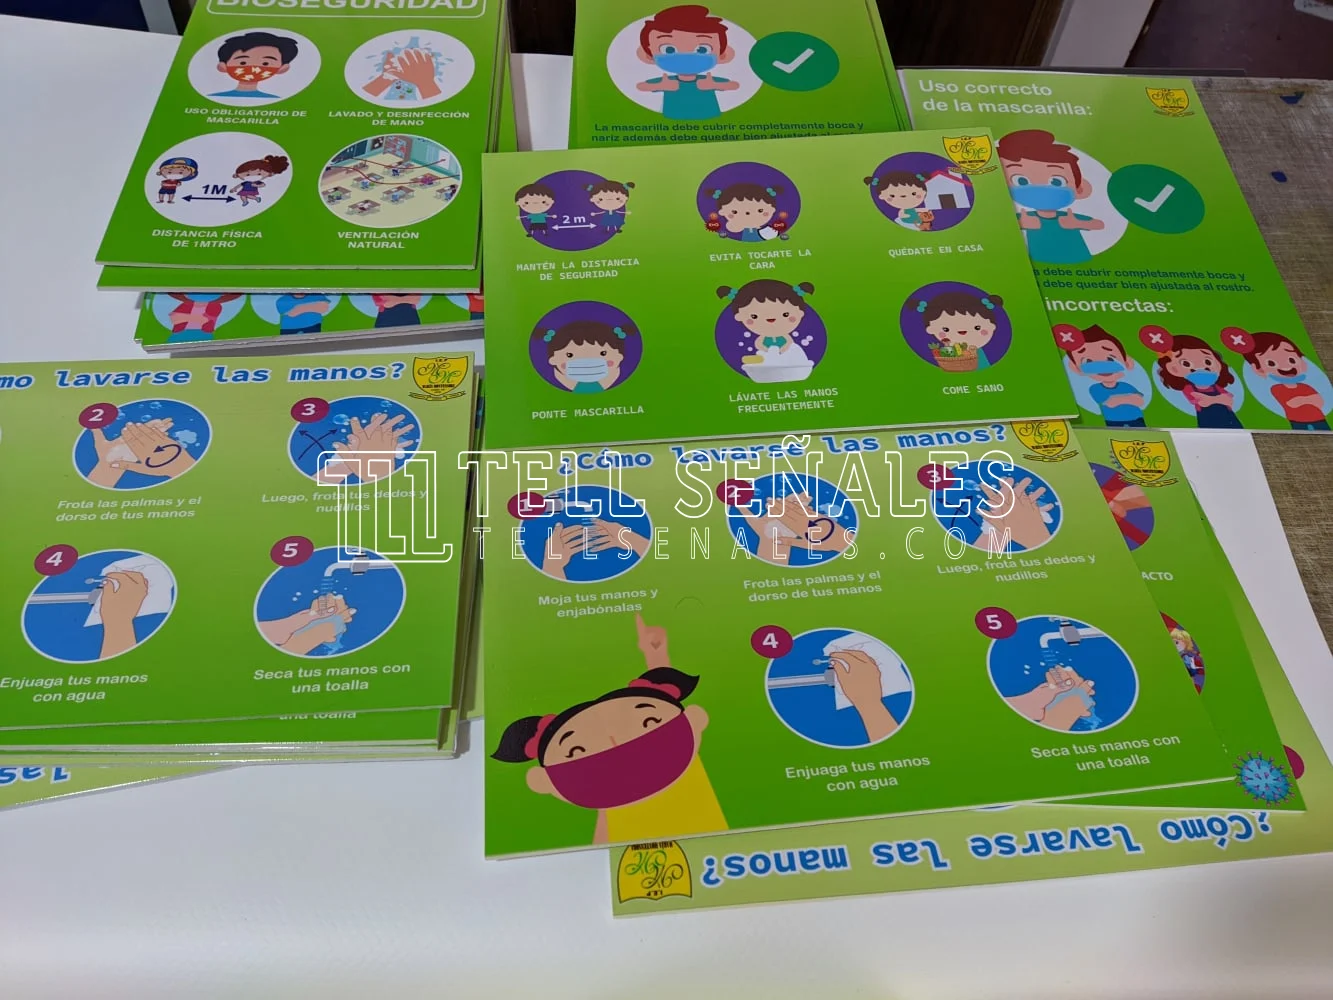 BIOSEGURIDAD
USO OBLIGATORIO DE
MASCARILLA
LAVADO Y DESINFECCIÓN
DE MANO
1M
DISTANCIA FÍSICA
DE 1MTRO
VENTILACIÓN
NATURAL
La mascarilla debe cubrir completamente boca y
nariz además debe quedar bien ajustada al rostro
Uso correcto
de la mascarilla:
a debe cubrir completamente boca y
debe quedar bien ajustada al rostro.
incorrectas:
2 m
MANTÉN LA DISTANCIA
DE SEGURIDAD
EVITA TOCARTE LA
CARA
QUÉDATE EN CASA
PONTE MASCARILLA
LÁVATE LAS MANOS
FRECUENTEMENTE
COME SANO
mo lavarse las manos?
2
Frota las palmas y el
dorso de tus manos
3
Luego, frota tus dedos y
nudillos
4
Enjuaga tus manos
con agua
5
Seca tus manos con
una toalla
una toalla
las
¿Cómo lavarse las manos?
1
Moja tus manos y
enjabónalas
2
Frota las palmas y el
dorso de tus manos
3
Luego, frota tus dedos y
nudillos
4
Enjuaga tus manos
con agua
5
Seca tus manos con
una toalla
ACTO
¿Cómo lavarse las manos?
TELL SEÑALES
TELLSENALES.COM